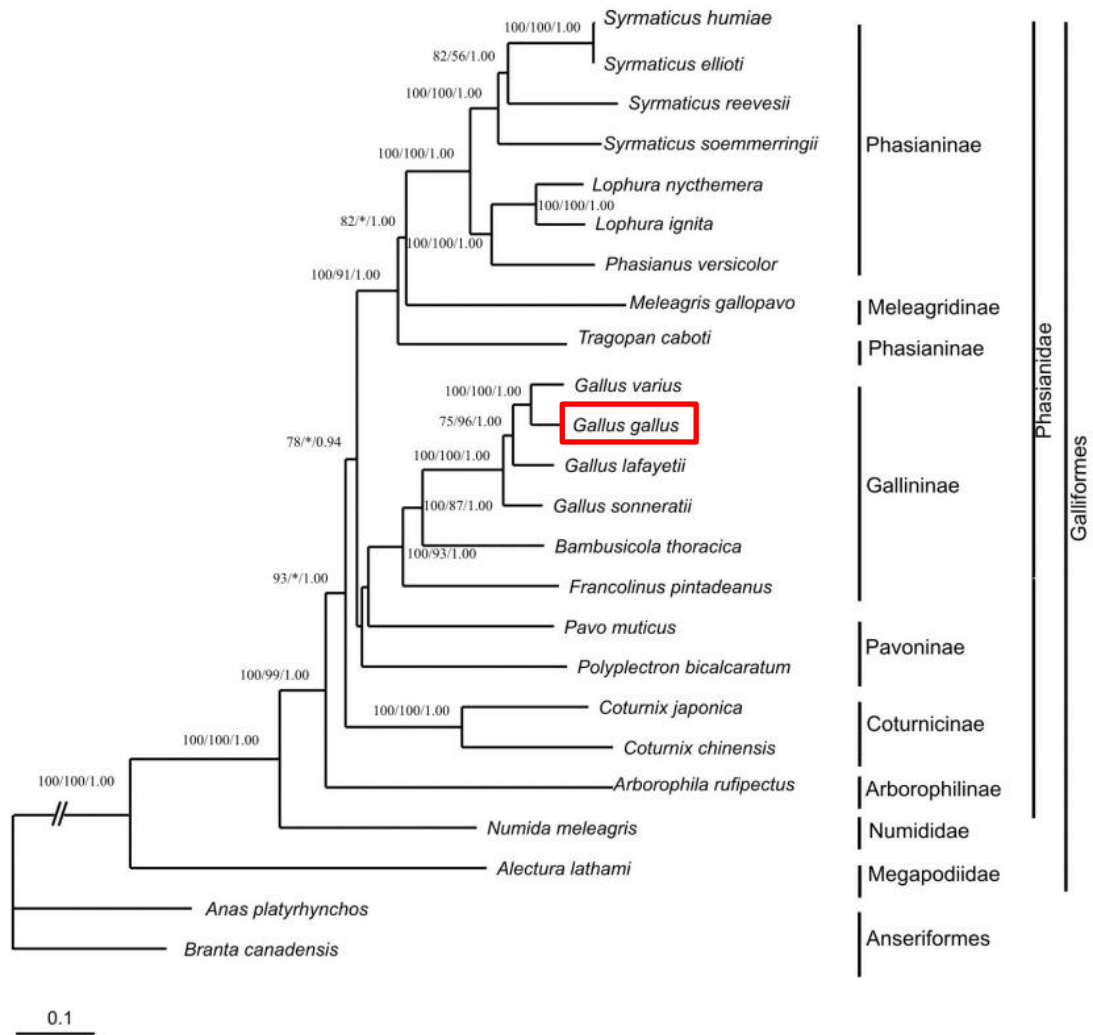 Syrmaticus humiae
100/100/1.00
82/56/1.00
Syrmaticus ellioti
100/100/1.00
Syrmaticus reevesii
Syrmaticus soemmerringii
Phasianinae
100/100/1.00
Lophura nycthemera
100/100/1.00
82/*/1.00
Lophura ignita
100/100/1.00
Phasianus versicolor
100/91/1.00
Meleagris gallopavo
Meleagridinae
Tragopan caboti
Phasianinae
Phasianidae
Galliformes
Gallus varius
100/100/1.00
75/96/1.00
Gallus gallus
78/*/0.94
100/100/1.00
Gallus lafayetii
Gallininae
100/87/1.00
Gallus sonneratii
100/93/1.00
Bambusicola thoracica
93/*/1.00
Francolinus pintadeanus
Pavo muticus
Pavoninae
Polyplectron bicalcaratum
100/99/1.00
100/100/1.00
Coturnix japonica
Coturnicinae
100/100/1.00
Coturnix chinensis
100/100/1.00
Arborophila rufipectus
Arborophilinae
Numida meleagris
Numididae
Alectura lathami
Megapodiidae
Anas platyrhynchos
Anseriformes
Branta canadensis
0.1